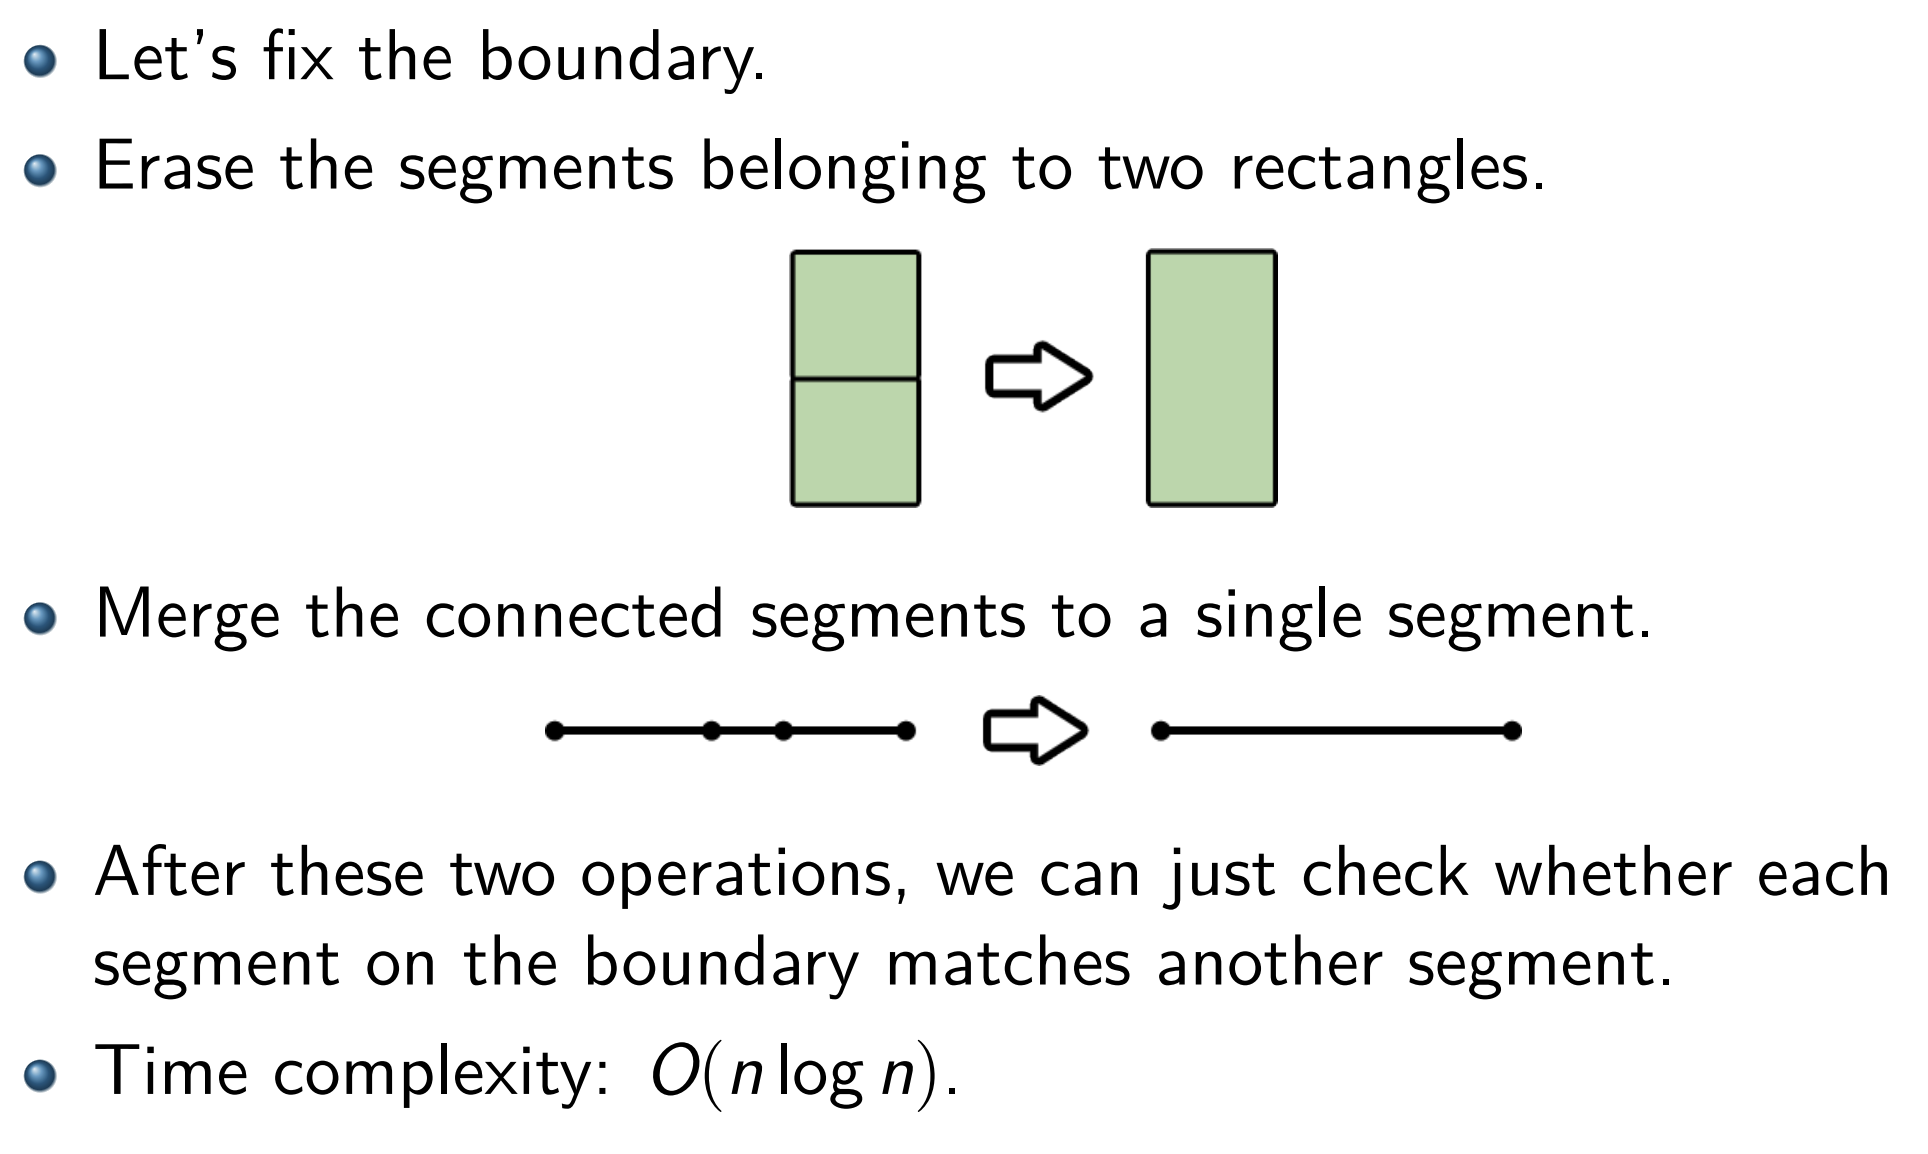 Let's fix the boundary.
Erase the segments belonging to two rectangles.
Merge the connected segments to a single segment.
After these two operations, we can just check whether each
segment on the boundary matches another segment.
Time complexity: O(n log n).